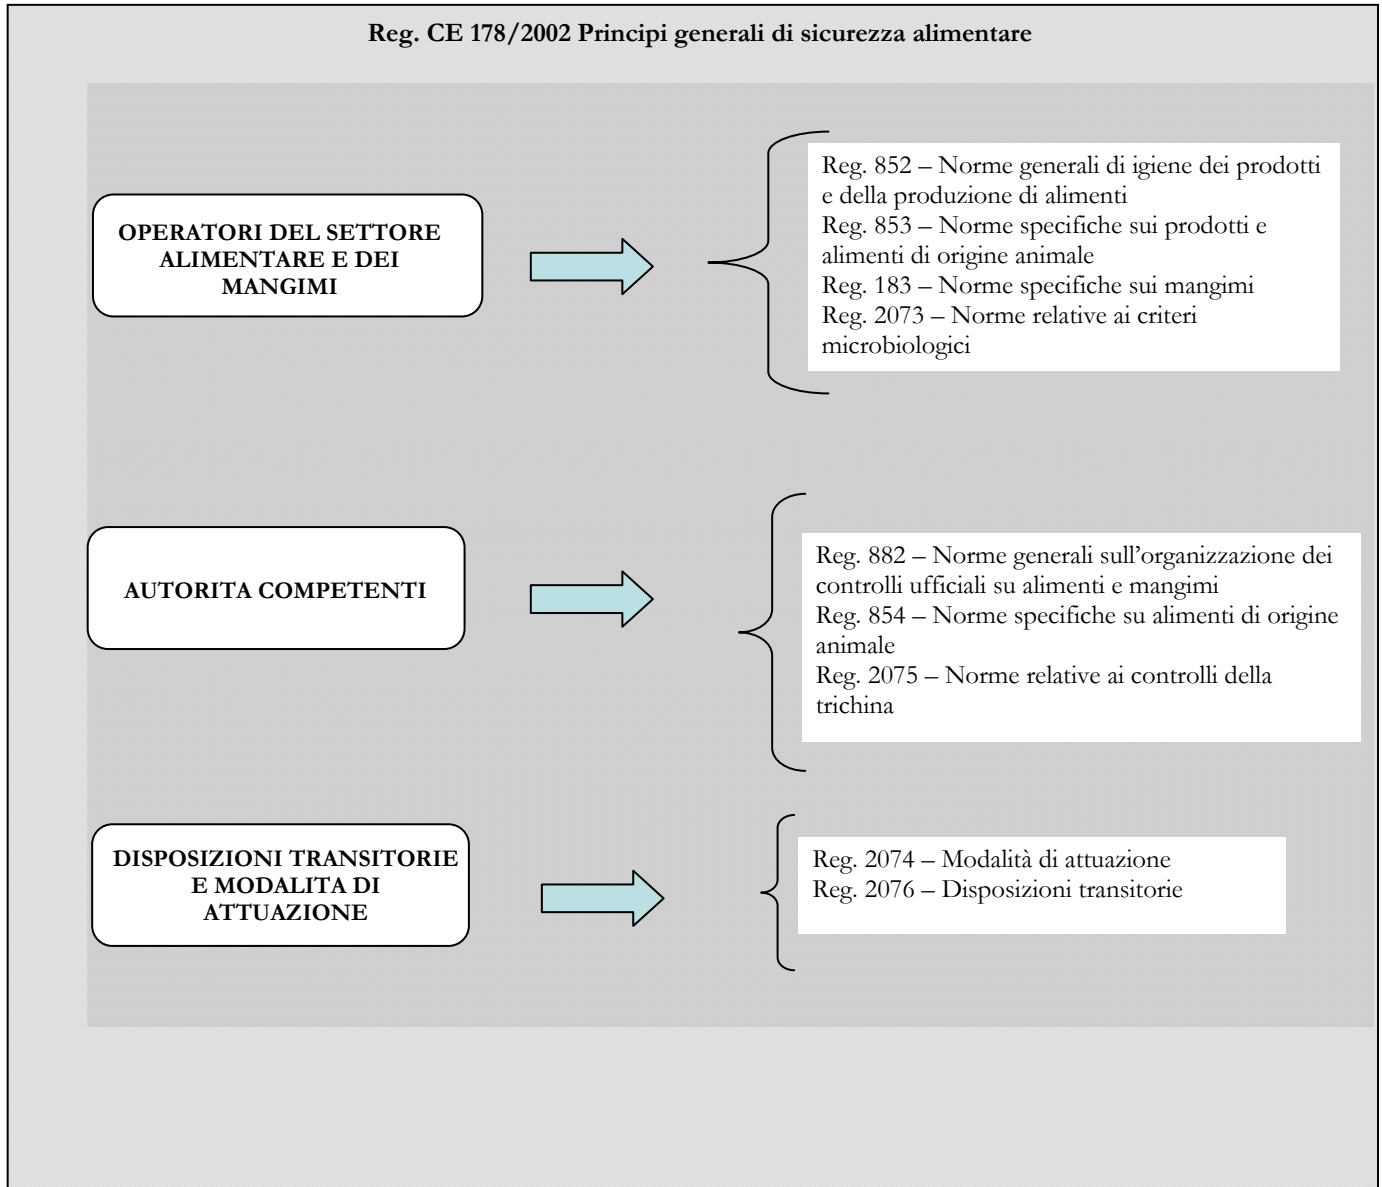 Reg. CE 178/2002 Principi generali di sicurezza alimentare
OPERATORI DEL SETTORE
ALIMENTARE E DEI
MANGIMI
Reg. 852 – Norme generali di igiene dei prodotti
e della produzione di alimenti
Reg. 853 – Norme specifiche sui prodotti e
alimenti di origine animale
Reg. 183 – Norme specifiche sui mangimi
Reg. 2073 – Norme relative ai criteri
microbiologici
AUTORITA COMPETENTI
Reg. 882 – Norme generali sull’organizzazione dei
controlli ufficiali su alimenti e mangimi
Reg. 854 – Norme specifiche su alimenti di origine
animale
Reg. 2075 – Norme relative ai controlli della
trichina
DISPOSIZIONI TRANSITORIE
E MODALITA DI
ATTUAZIONE
Reg. 2074 – Modalità di attuazione
Reg. 2076 – Disposizioni transitorie